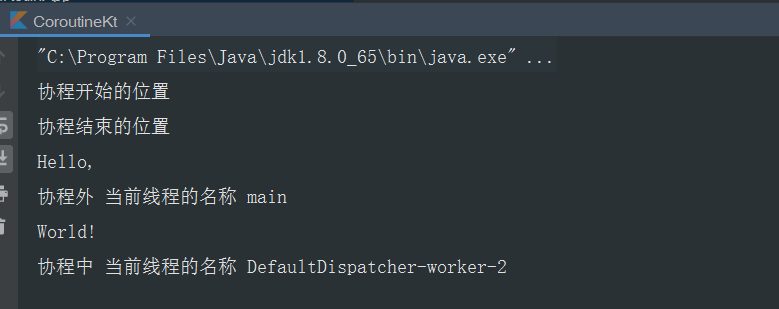 CoroutineKt
"C:\Program Files\Java\jdk1.8.0_65\bin\java.exe" ...
协程开始的位置
协程结束的位置
Hello,
协程外 当前线程的名称 main
World!
协程中 当前线程的名称 DefaultDispatcher-worker-2